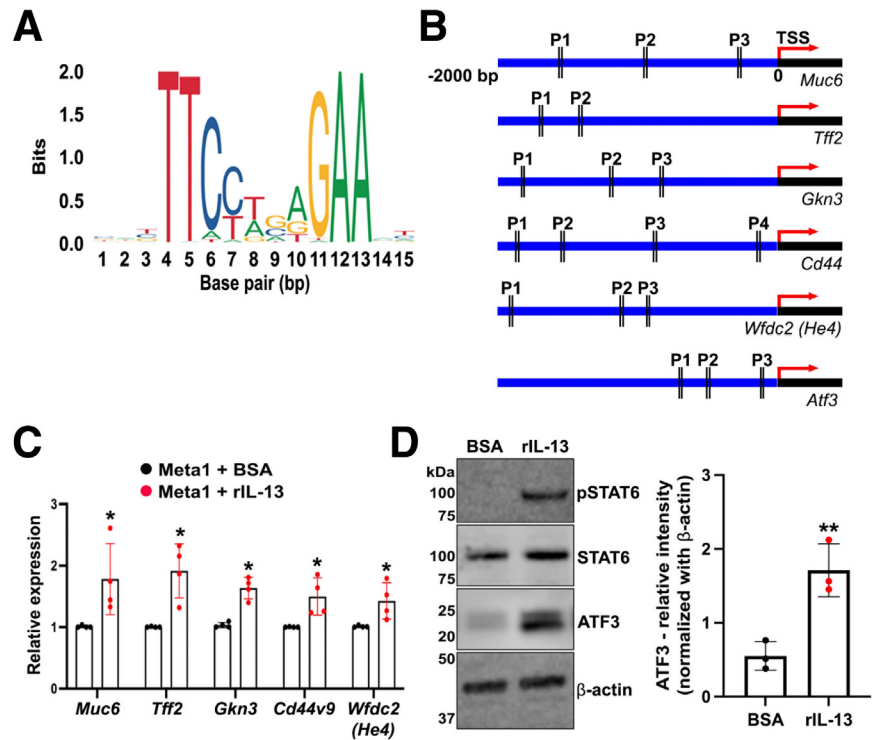 A
2.0
1.5
1.0
0.5
0.0
Bits
1 2 3 4 5 6 7 8 9 10 11 12 13 14 15
Base pair (bp)
B
P1 P2 P3 TSS
-2000 bp 0 Muc6
P1 P2
Tff2
P1 P2 P3
Gkn3
P1 P2 P3 P4
Cd44
P1 P2 P3
Wfdc2 (He4)
P1 P2 P3
Atf3
C
Meta1 + BSA
Meta1 + rIL-13
Relative expression
3
2
1
0
* * * * *
Muc6 Tff2 Gkn3 Cd44v9 Wfdc2
(He4)
D
BSA rIL-13
kDa
100 pSTAT6
75
100 STAT6
75
25 ATF3
20
50
β-actin
37
ATF3 - relative intensity
(normalized with β-actin)
3
2
1
0
**
BSA rIL-13